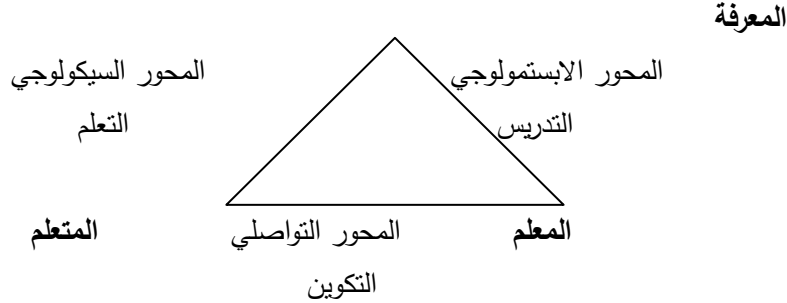 المعرفة
المحور الابستمولوجي المحور السيكولوجي
التدريس التعلم
المعلم المحور التواصلي المتعلم
التكوين